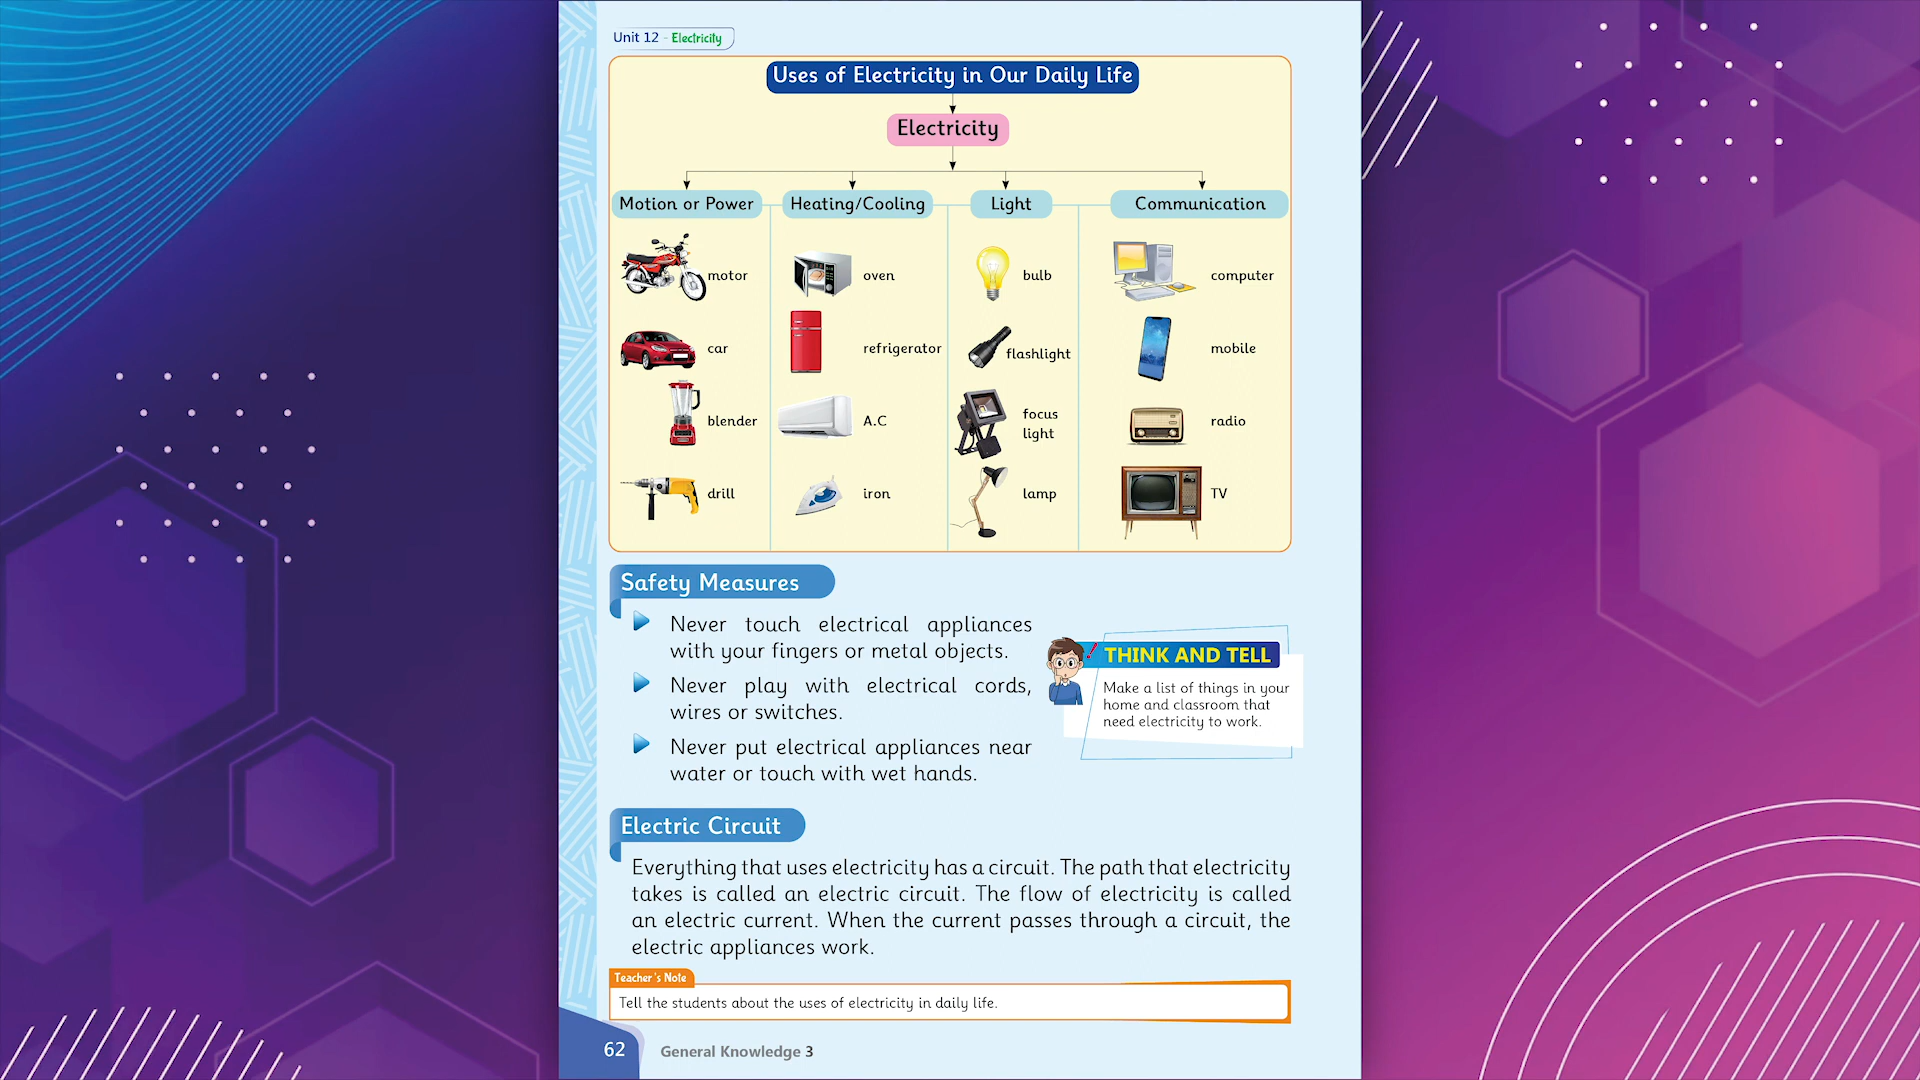 Unit 12 - Electricity
Uses of Electricity in Our Daily Life
Electricity
Motion or Power
Heating/Cooling
Light
Communication
motor
oven
bulb
computer
car
refrigerator
flashlight
mobile
blender
A.C
focus
light
radio
drill
iron
lamp
TV
Safety Measures
Never touch electrical appliances
with your fingers or metal objects.
Never play with electrical cords,
wires or switches.
Never put electrical appliances near
water or touch with wet hands.
THINK AND TELL
Make a list of things in your
home and classroom that
need electricity to work.
Electric Circuit
Everything that uses electricity has a circuit. The path that electricity
takes is called an electric circuit. The flow of electricity is called
an electric current. When the current passes through a circuit, the
electric appliances work.
Teacher's Note
Tell the students about the uses of electricity in daily life.
62
General Knowledge 3